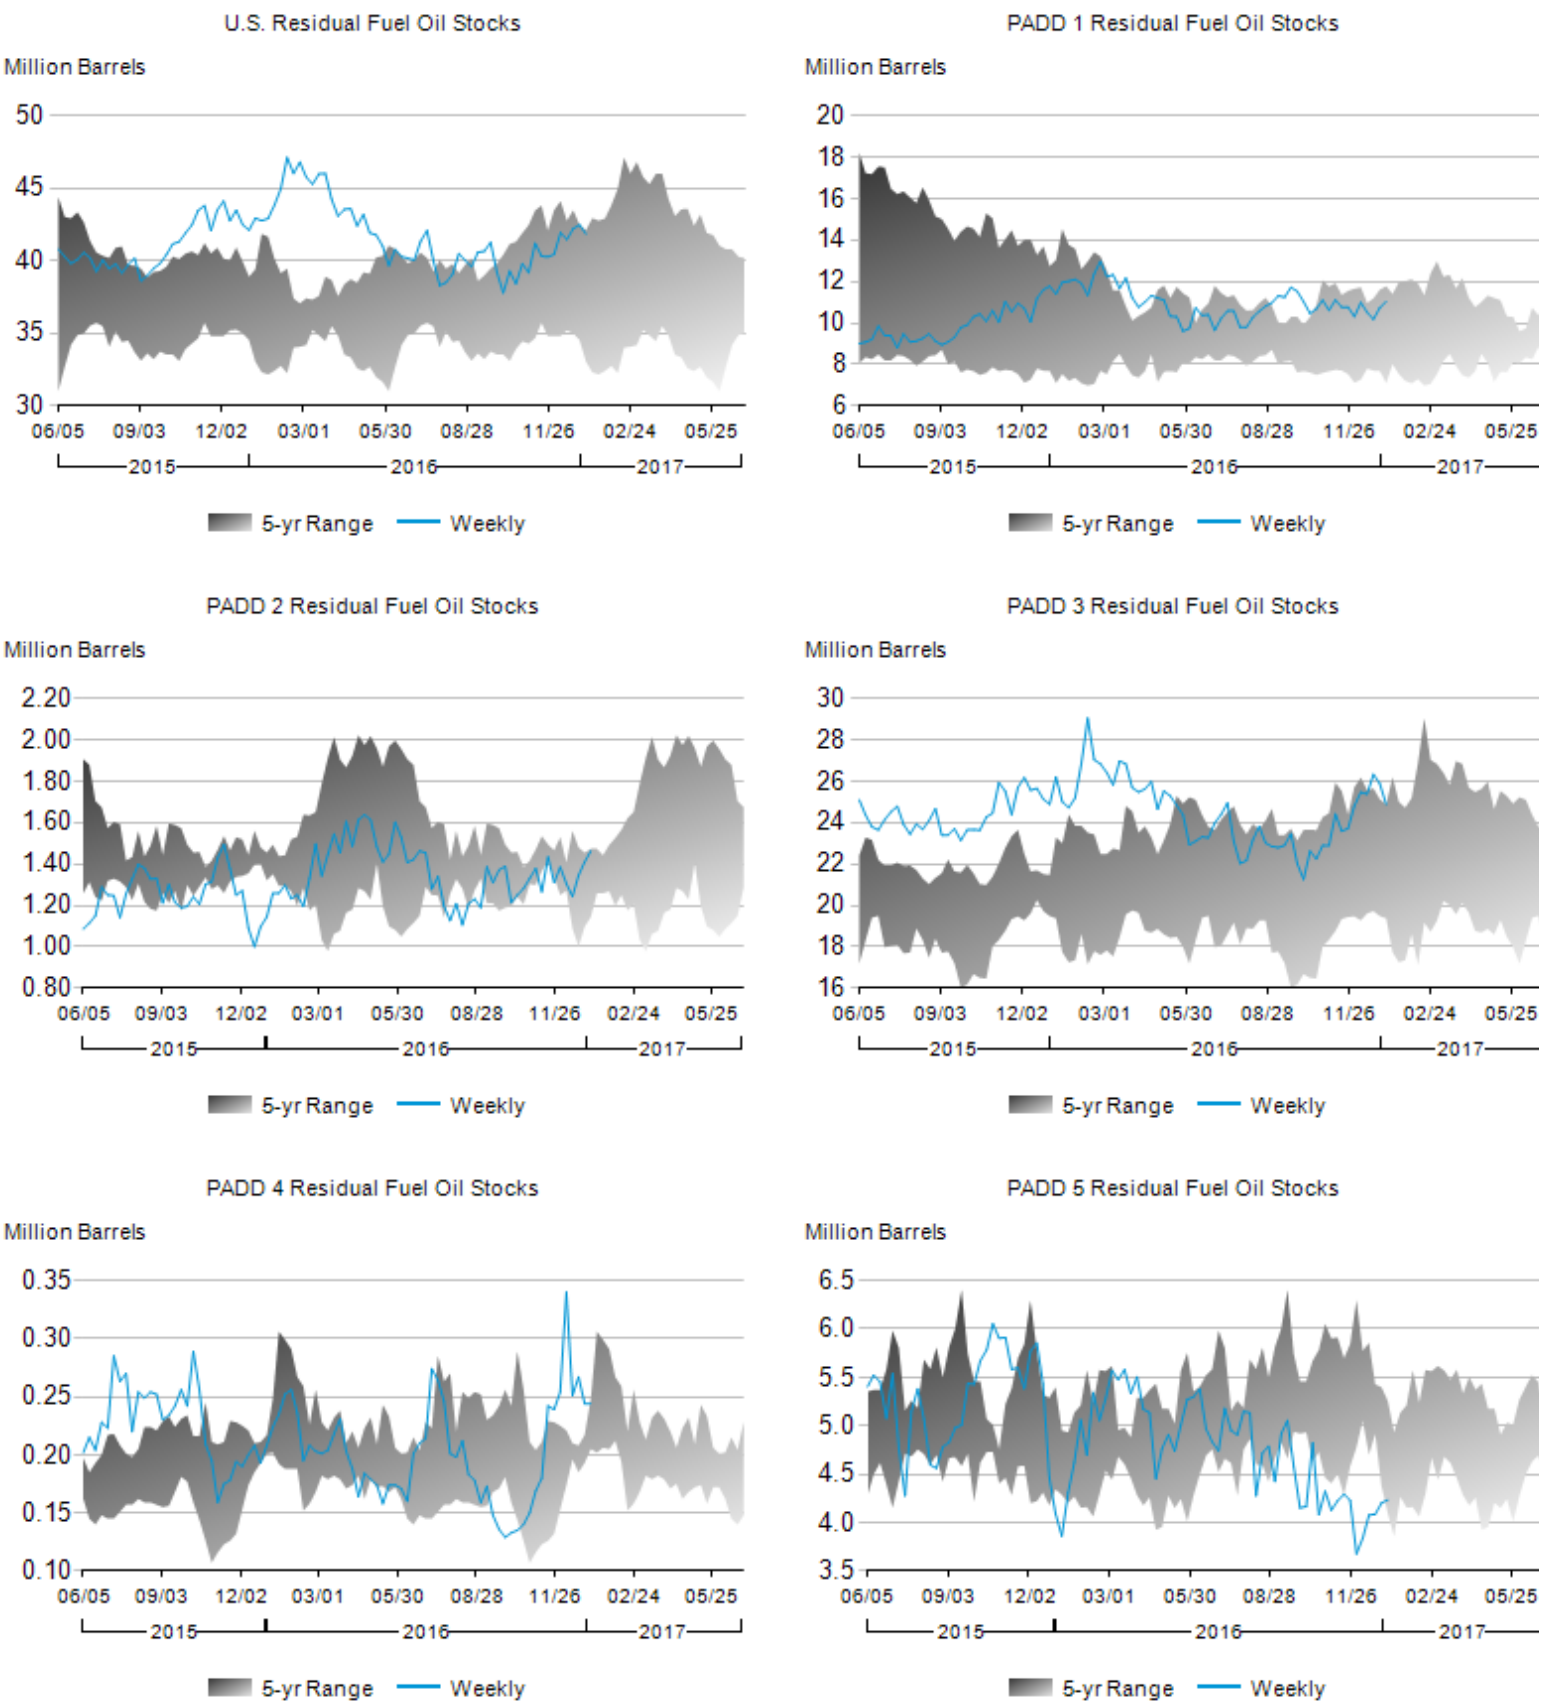 U.S. Residual Fuel Oil Stocks
Million Barrels
50
45
40
35
30
06/05 09/03 12/02 03/01 05/30 08/28 11/26 02/24 05/25
2015 2016 2017
5-yr Range Weekly
PADD 1 Residual Fuel Oil Stocks
Million Barrels
20
18
16
14
12
10
8
6
06/05 09/03 12/02 03/01 05/30 08/28 11/26 02/24 05/25
2015 2016 2017
5-yr Range Weekly
PADD 2 Residual Fuel Oil Stocks
Million Barrels
2.20
2.00
1.80
1.60
1.40
1.20
1.00
0.80
06/05 09/03 12/02 03/01 05/30 08/28 11/26 02/24 05/25
2015 2016 2017
5-yr Range Weekly
PADD 3 Residual Fuel Oil Stocks
Million Barrels
30
28
26
24
22
20
18
16
06/05 09/03 12/02 03/01 05/30 08/28 11/26 02/24 05/25
2015 2016 2017
5-yr Range Weekly
PADD 4 Residual Fuel Oil Stocks
Million Barrels
0.35
0.30
0.25
0.20
0.15
0.10
06/05 09/03 12/02 03/01 05/30 08/28 11/26 02/24 05/25
2015 2016 2017
5-yr Range Weekly
PADD 5 Residual Fuel Oil Stocks
Million Barrels
6.5
6.0
5.5
5.0
4.5
4.0
3.5
06/05 09/03 12/02 03/01 05/30 08/28 11/26 02/24 05/25
2015 2016 2017
5-yr Range Weekly